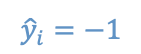 ŷᵢ = −1